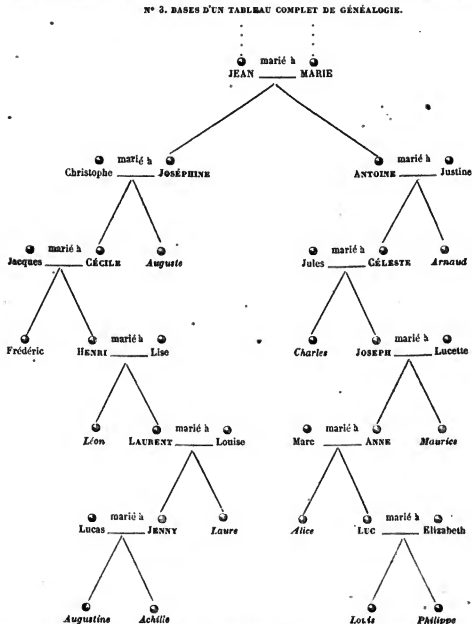 Nº 3. BASES D'UN TABLEAU COMPLET DE GÉNÉALOGIE.
marié à
JEAN MARIE
marié à marié à
Christophe JOSÉPHINE ANTOINE Justine
marié à marié à
Jacques CÉCILE Auguste Jules CÉLESTE Arnaud
marié à marié à
Frédéric HENRI Lise Charles JOSEPH Lucette
marié à marié à
Léon LAURENT Louise Marc ANNE Maurice
marié à marié à
Lucas JENNY Laure Alice LUC Elizabeth
Augustine Achille Louis Philippe